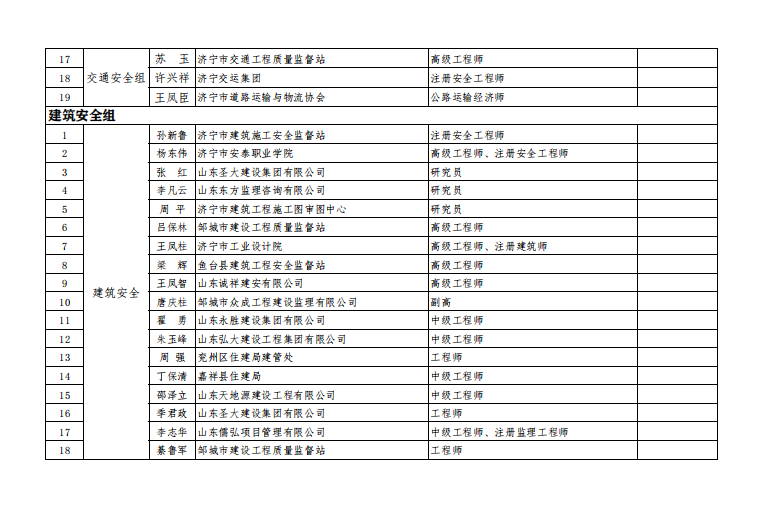 17 苏 玉 济宁市交通工程质量监督站 高级工程师
18 交通安全组 许兴祥 济宁交运集团 注册安全工程师
19 王凤臣 济宁市道路运输与物流协会 公路运输经济师
建筑安全组
1 孙新鲁 济宁市建筑施工安全监督站 注册安全工程师
2 杨东伟 济宁市安泰职业学院 高级工程师、注册安全工程师
3 张 红 山东圣大建设集团有限公司 研究员
4 李凡云 山东东方监理咨询有限公司 研究员
5 周 平 济宁市建筑工程施工图审图中心 研究员
6 吕保林 邹城市建设工程质量监督站 高级工程师
7 王凤柱 济宁市工业设计院 高级工程师、注册建筑师
8 梁 辉 鱼台县建筑工程安全监督站 高级工程师
9 王凤智 山东诚祥建安有限公司 高级工程师
建筑安全
10 唐庆柱 邹城市众成工程建设监理有限公司 副高
11 翟 勇 山东永胜建设集团有限公司 中级工程师
12 朱玉峰 山东弘大建设工程集团有限公司 中级工程师
13 周 强 兖州区住建局建管处 工程师
14 丁保清 嘉祥县住建局 中级工程师
15 邵泽立 山东天地源建设工程有限公司 中级工程师
16 季君政 山东圣大建设集团有限公司 工程师
17 李志华 山东儒弘项目管理有限公司 中级工程师、注册监理工程师
18 綦鲁军 邹城市建设工程质量监督站 工程师